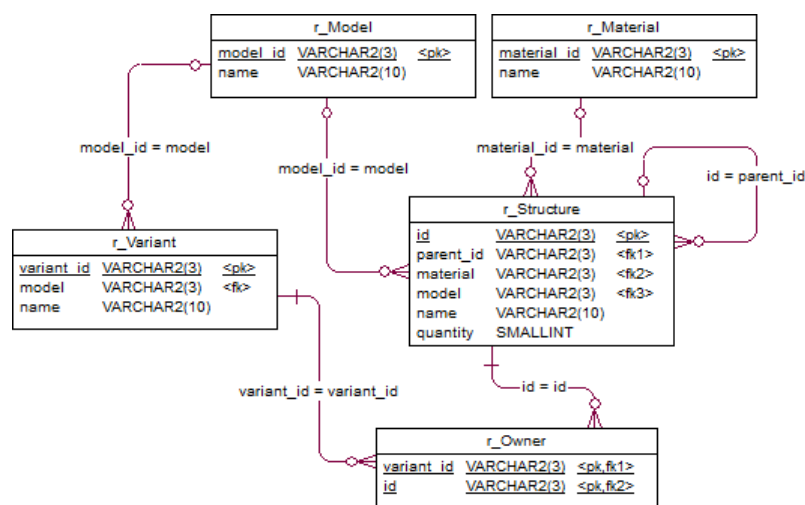 r_Model
model_id VARCHAR2(3) <pk>
name VARCHAR2(10)
r_Material
material_id VARCHAR2(3) <pk>
name VARCHAR2(10)
model_id = model
model_id = model
material_id = material
id = parent_id
r_Variant
variant_id VARCHAR2(3) <pk>
model VARCHAR2(3) <fk>
name VARCHAR2(10)
r_Structure
id VARCHAR2(3) <pk>
parent_id VARCHAR2(3) <fk1>
material VARCHAR2(3) <fk2>
model VARCHAR2(3) <fk3>
name VARCHAR2(10)
quantity SMALLINT
variant_id = variant_id
id = id
r_Owner
variant_id VARCHAR2(3) <pk,fk1>
id VARCHAR2(3) <pk,fk2>